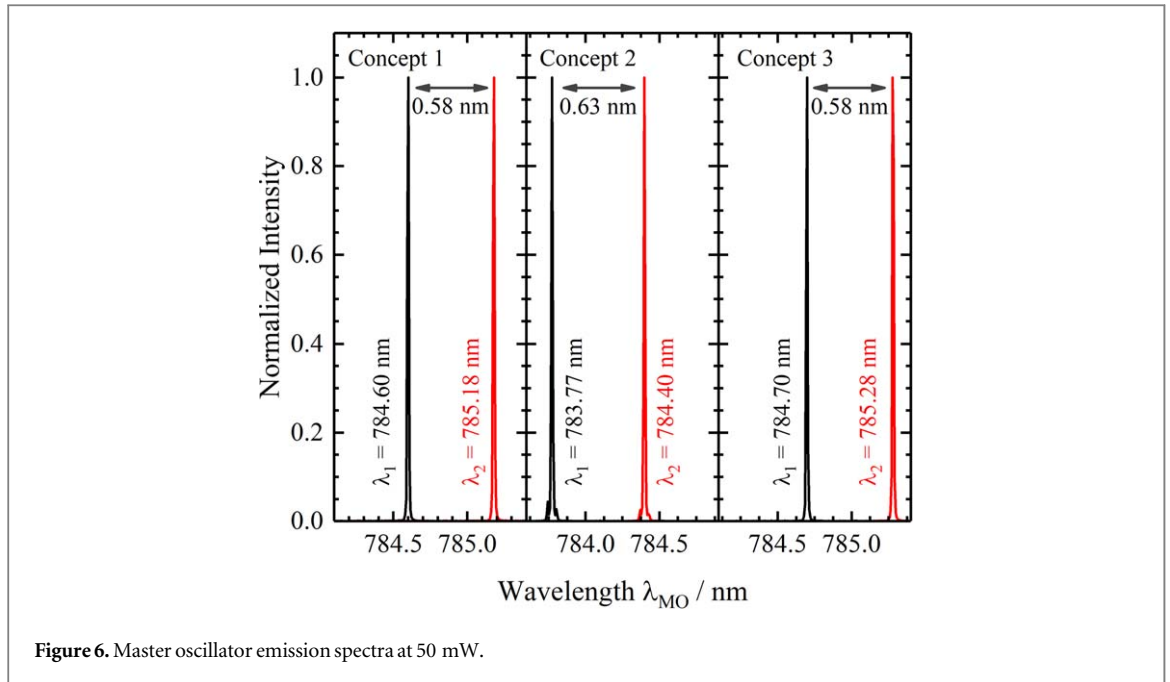 Concept 1
Concept 2
Concept 3
0.58 nm
0.63 nm
0.58 nm
1.0
0.8
0.6
0.4
0.2
0.0
Normalized Intensity
λ1 = 784.60 nm
λ2 = 785.18 nm
λ1 = 783.77 nm
λ2 = 784.40 nm
λ1 = 784.70 nm
λ2 = 785.28 nm
784.5 785.0 784.0 784.5 784.5 785.0
Wavelength λMO / nm
Figure 6. Master oscillator emission spectra at 50 mW.